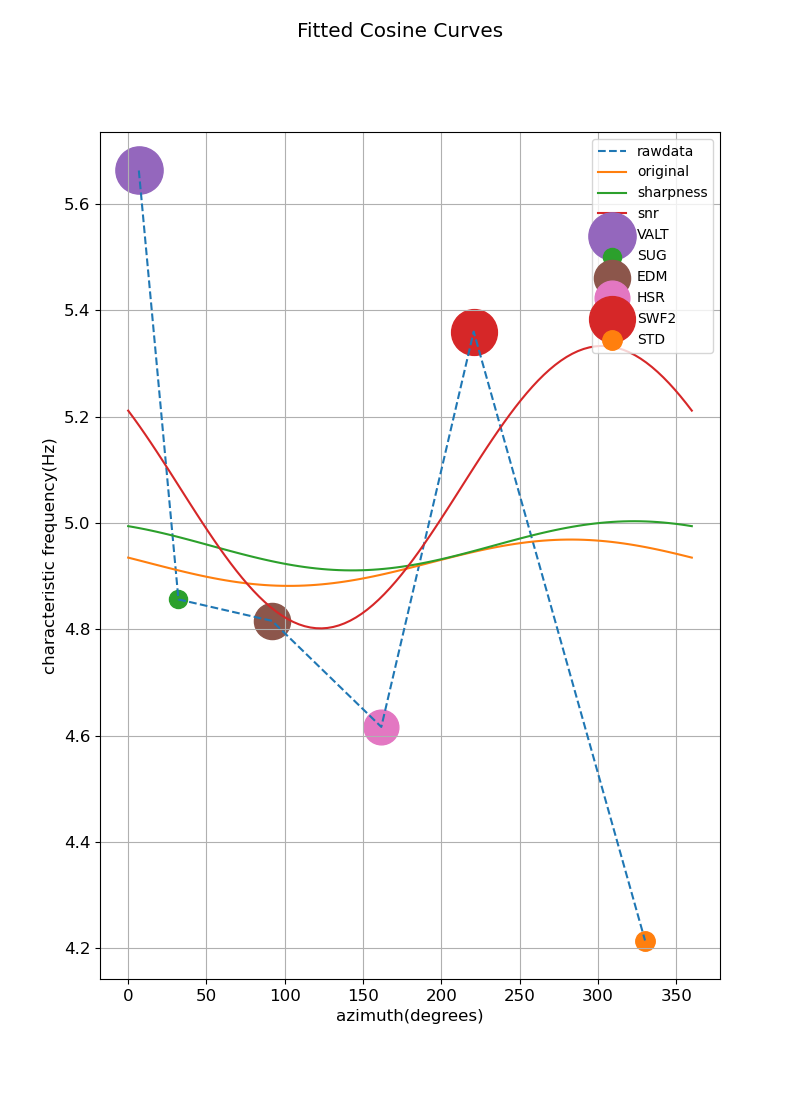 Fitted Cosine Curves
rawdata
original
sharpness
snr
VALT
SUG
EDM
HSR
SWF2
STD
5.6
5.4
5.2
5.0
4.8
4.6
4.4
4.2
characteristic frequency(Hz)
0 50 100 150 200 250 300 350
azimuth(degrees)